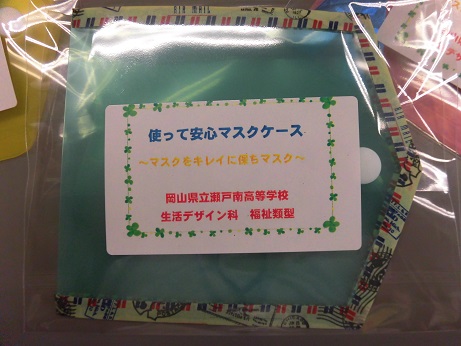 AIR MAIL
使って安心マスクケース
～マスクをキレイに保ちマスク～
岡山県立瀬戸南高等学校
生活デザイン科　福祉類型